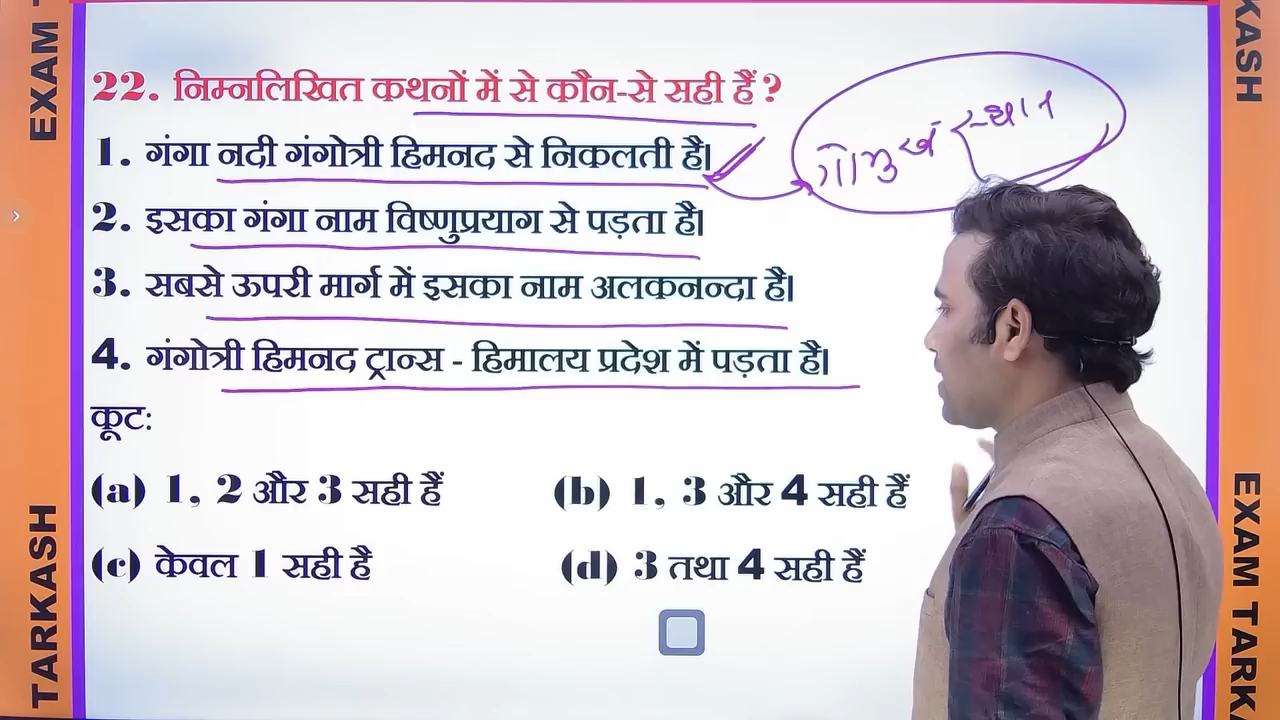 22. निम्नलिखित कथनों में से कौन-से सही हैं ?
1. गंगा नदी गंगोत्री हिमनद से निकलती है।
गोमुख स्थान
2. इसका गंगा नाम विष्णुप्रयाग से पड़ता है।
3. सबसे ऊपरी मार्ग में इसका नाम अलकनन्दा है।
4. गंगोत्री हिमनद ट्रान्स - हिमालय प्रदेश में पड़ता है।
कूट:
(a) 1, 2 और 3 सही हैं
(b) 1, 3 और 4 सही हैं
(c) केवल 1 सही है
(d) 3 तथा 4 सही हैं
EXAM T
TARKASH
KASH
EXAM TARKA